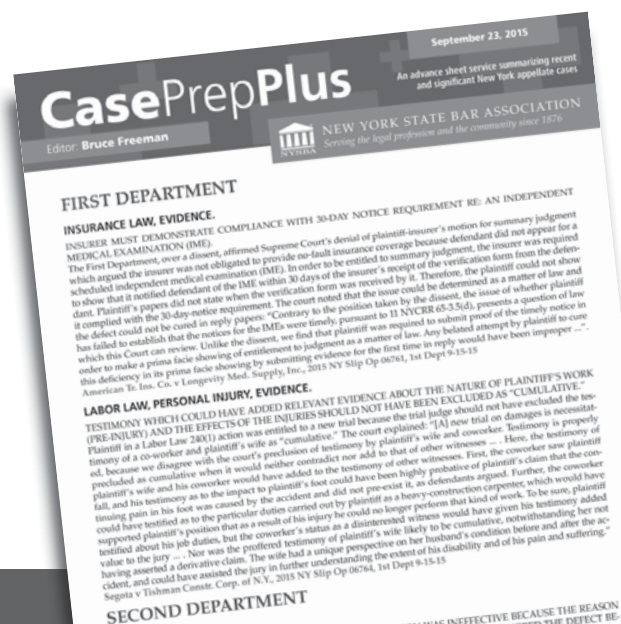 September 23, 2015
CasePrepPlus
An advance sheet service summarizing recent
and significant New York appellate cases
Editor: Bruce Freeman
NYSBA
NEW YORK STATE BAR ASSOCIATION
Serving the legal profession and the community since 1876
FIRST DEPARTMENT
INSURANCE LAW, EVIDENCE.
INSURER MUST DEMONSTRATE COMPLIANCE WITH 30-DAY NOTICE REQUIREMENT RE: AN INDEPENDENT
MEDICAL EXAMINATION (IME).
The First Department, over a dissent, affirmed Supreme Court's denial of plaintiff-insurer's motion for summary judgment
which argued the insurer was not obligated to provide no-fault insurance coverage because defendant did not appear for a
scheduled independent medical examination (IME). In order to be entitled to summary judgment, the insurer was required
to show that it notified defendant of the IME within 30 days of the insurer's receipt of the verification form from the defen-
dant. Plaintiff's papers did not state when the verification form was received by it. Therefore, the plaintiff could not show
it complied with the 30-day-notice requirement. The court noted that the issue could be determined as a matter of law and
the defect could not be cured in reply papers: "Contrary to the position taken by the dissent, the issue of whether plaintiff
has failed to establish that the notices for the IMEs were timely, pursuant to 11 NYCRR 65-3.5(d), presents a question of law
which this Court can review. Unlike the dissent, we find that plaintiff was required to submit proof of the timely notice in
order to make a prima facie showing of entitlement to judgment as a matter of law. Any belated attempt by plaintiff to cure
this deficiency in its prima facie showing by submitting evidence for the first time in reply would have been improper ...".
American Tr. Ins. Co. v Longevity Med. Supply, Inc., 2015 NY Slip Op 06761, 1st Dept 9-15-15
LABOR LAW, PERSONAL INJURY, EVIDENCE.
TESTIMONY WHICH COULD HAVE ADDED RELEVANT EVIDENCE ABOUT THE NATURE OF PLAINTIFF'S WORK
(PRE-INJURY) AND THE EFFECTS OF THE INJURIES SHOULD NOT HAVE BEEN EXCLUDED AS "CUMULATIVE."
Plaintiff in a Labor Law 240(1) action was entitled to a new trial because the trial judge should not have excluded the tes-
timony of a co-worker and plaintiff's wife as "cumulative." The court explained: "[A] new trial on damages is necessitat-
ed, because we disagree with the court's preclusion of testimony by plaintiff's wife and coworker. Testimony is properly
precluded as cumulative when it would neither contradict nor add to that of other witnesses ... . Here, the testimony of
plaintiff's wife and his coworker would have added to the testimony of other witnesses. First, the coworker saw plaintiff
fall, and his testimony as to the impact to plaintiff's foot could have been highly probative of plaintiff's claim that the con-
tinuing pain in his foot was caused by the accident and did not pre-exist it, as defendants argued. Further, the coworker
could have testified as to the particular duties carried out by plaintiff as a heavy-construction carpenter, which would have
supported plaintiff's position that as a result of his injury he could no longer perform that kind of work. To be sure, plaintiff
testified about his job duties, but the coworker's status as a disinterested witness would have given his testimony added
value to the jury ... . Nor was the proffered testimony of plaintiff's wife likely to be cumulative, notwithstanding her not
having asserted a derivative claim. The wife had a unique perspective on her husband's condition before and after the ac-
cident, and could have assisted the jury in further understanding the extent of his disability and of his pain and suffering."
Segota v Tishman Constr. Corp. of N.Y., 2015 NY Slip Op 06764, 1st Dept 9-15-15
SECOND DEPARTMENT
WAS INEFFECTIVE BECAUSE THE REASON
THE DEFECT BE-